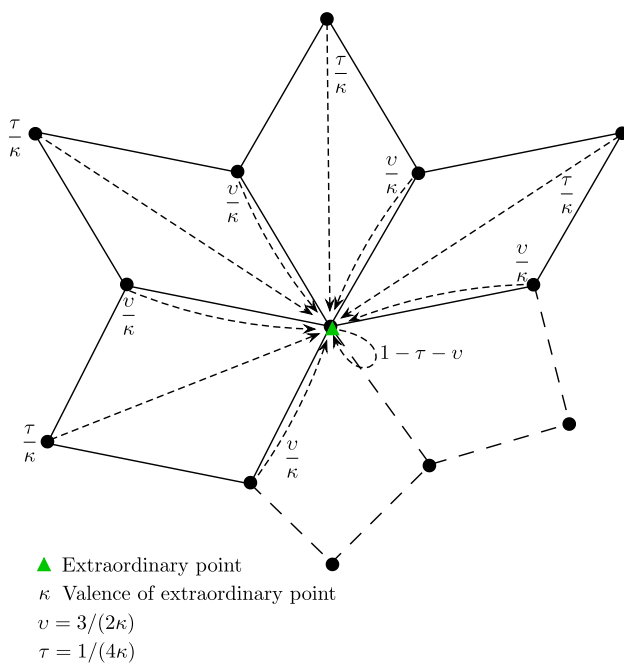 τ/κ
τ/κ
υ/κ
υ/κ
τ/κ
υ/κ
υ/κ
1 − τ − υ
τ/κ
υ/κ
▲ Extraordinary point
κ Valence of extraordinary point
υ = 3/(2κ)
τ = 1/(4κ)